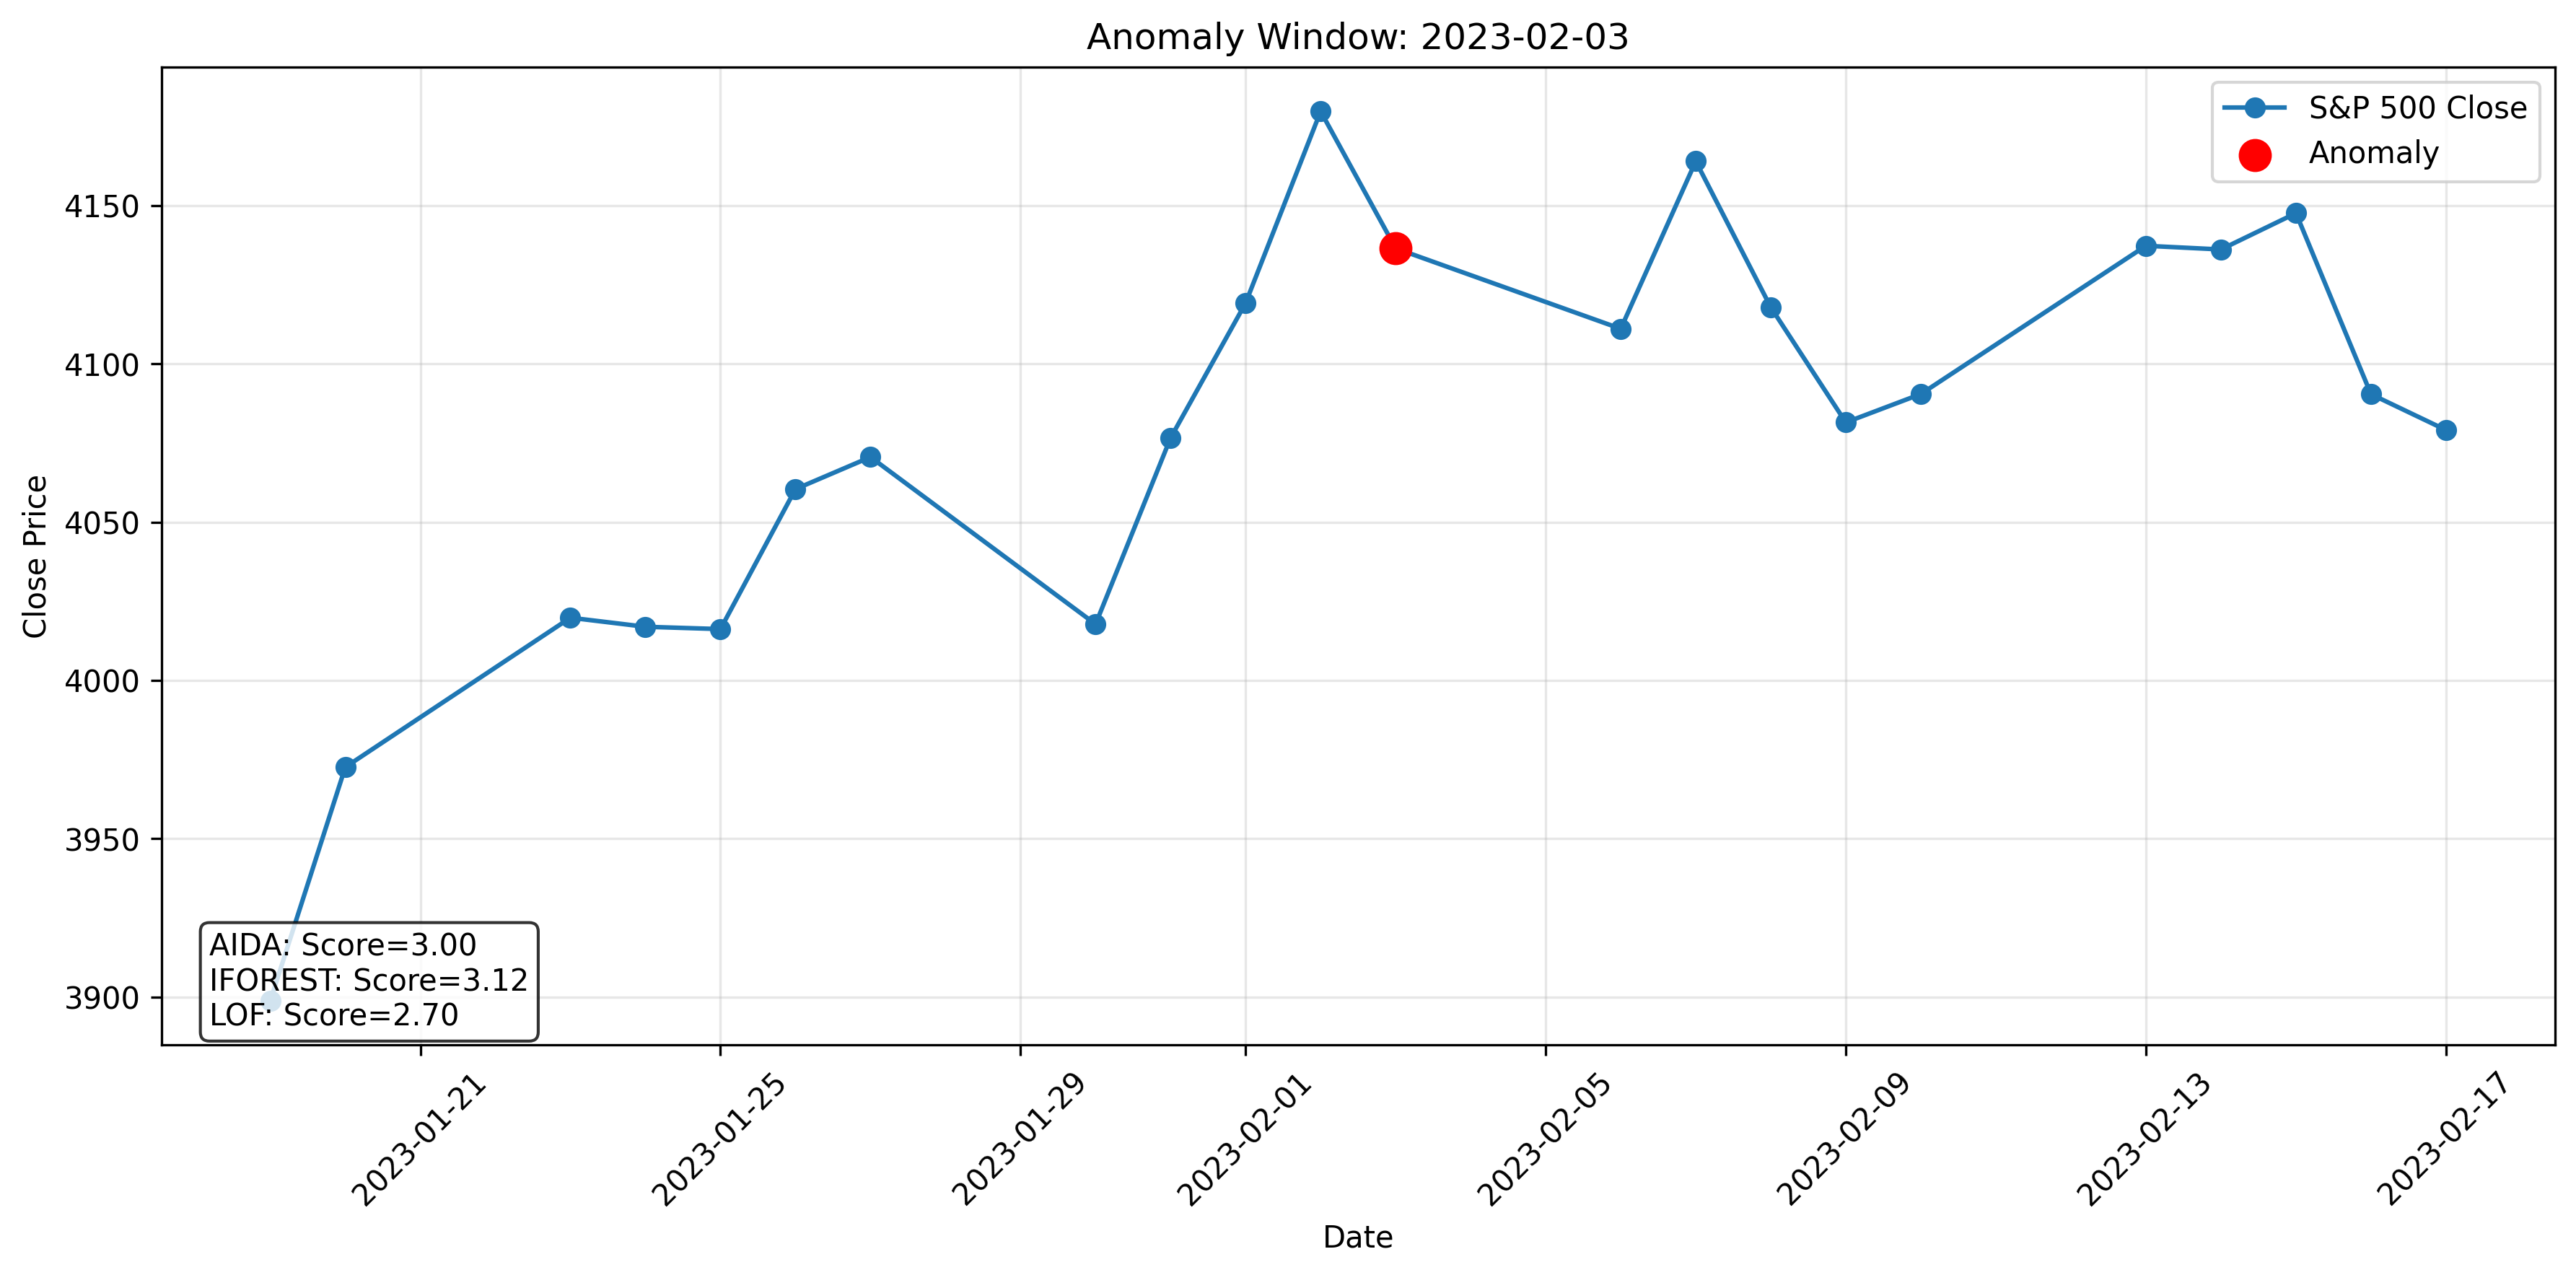 Anomaly Window: 2023-02-03
S&P 500 Close
Anomaly
Close Price
4150
4100
4050
4000
3950
3900
AIDA: Score=3.00
IFOREST: Score=3.12
LOF: Score=2.70
2023-01-21
2023-01-25
2023-01-29
2023-02-01
2023-02-05
2023-02-09
2023-02-13
2023-02-17
Date